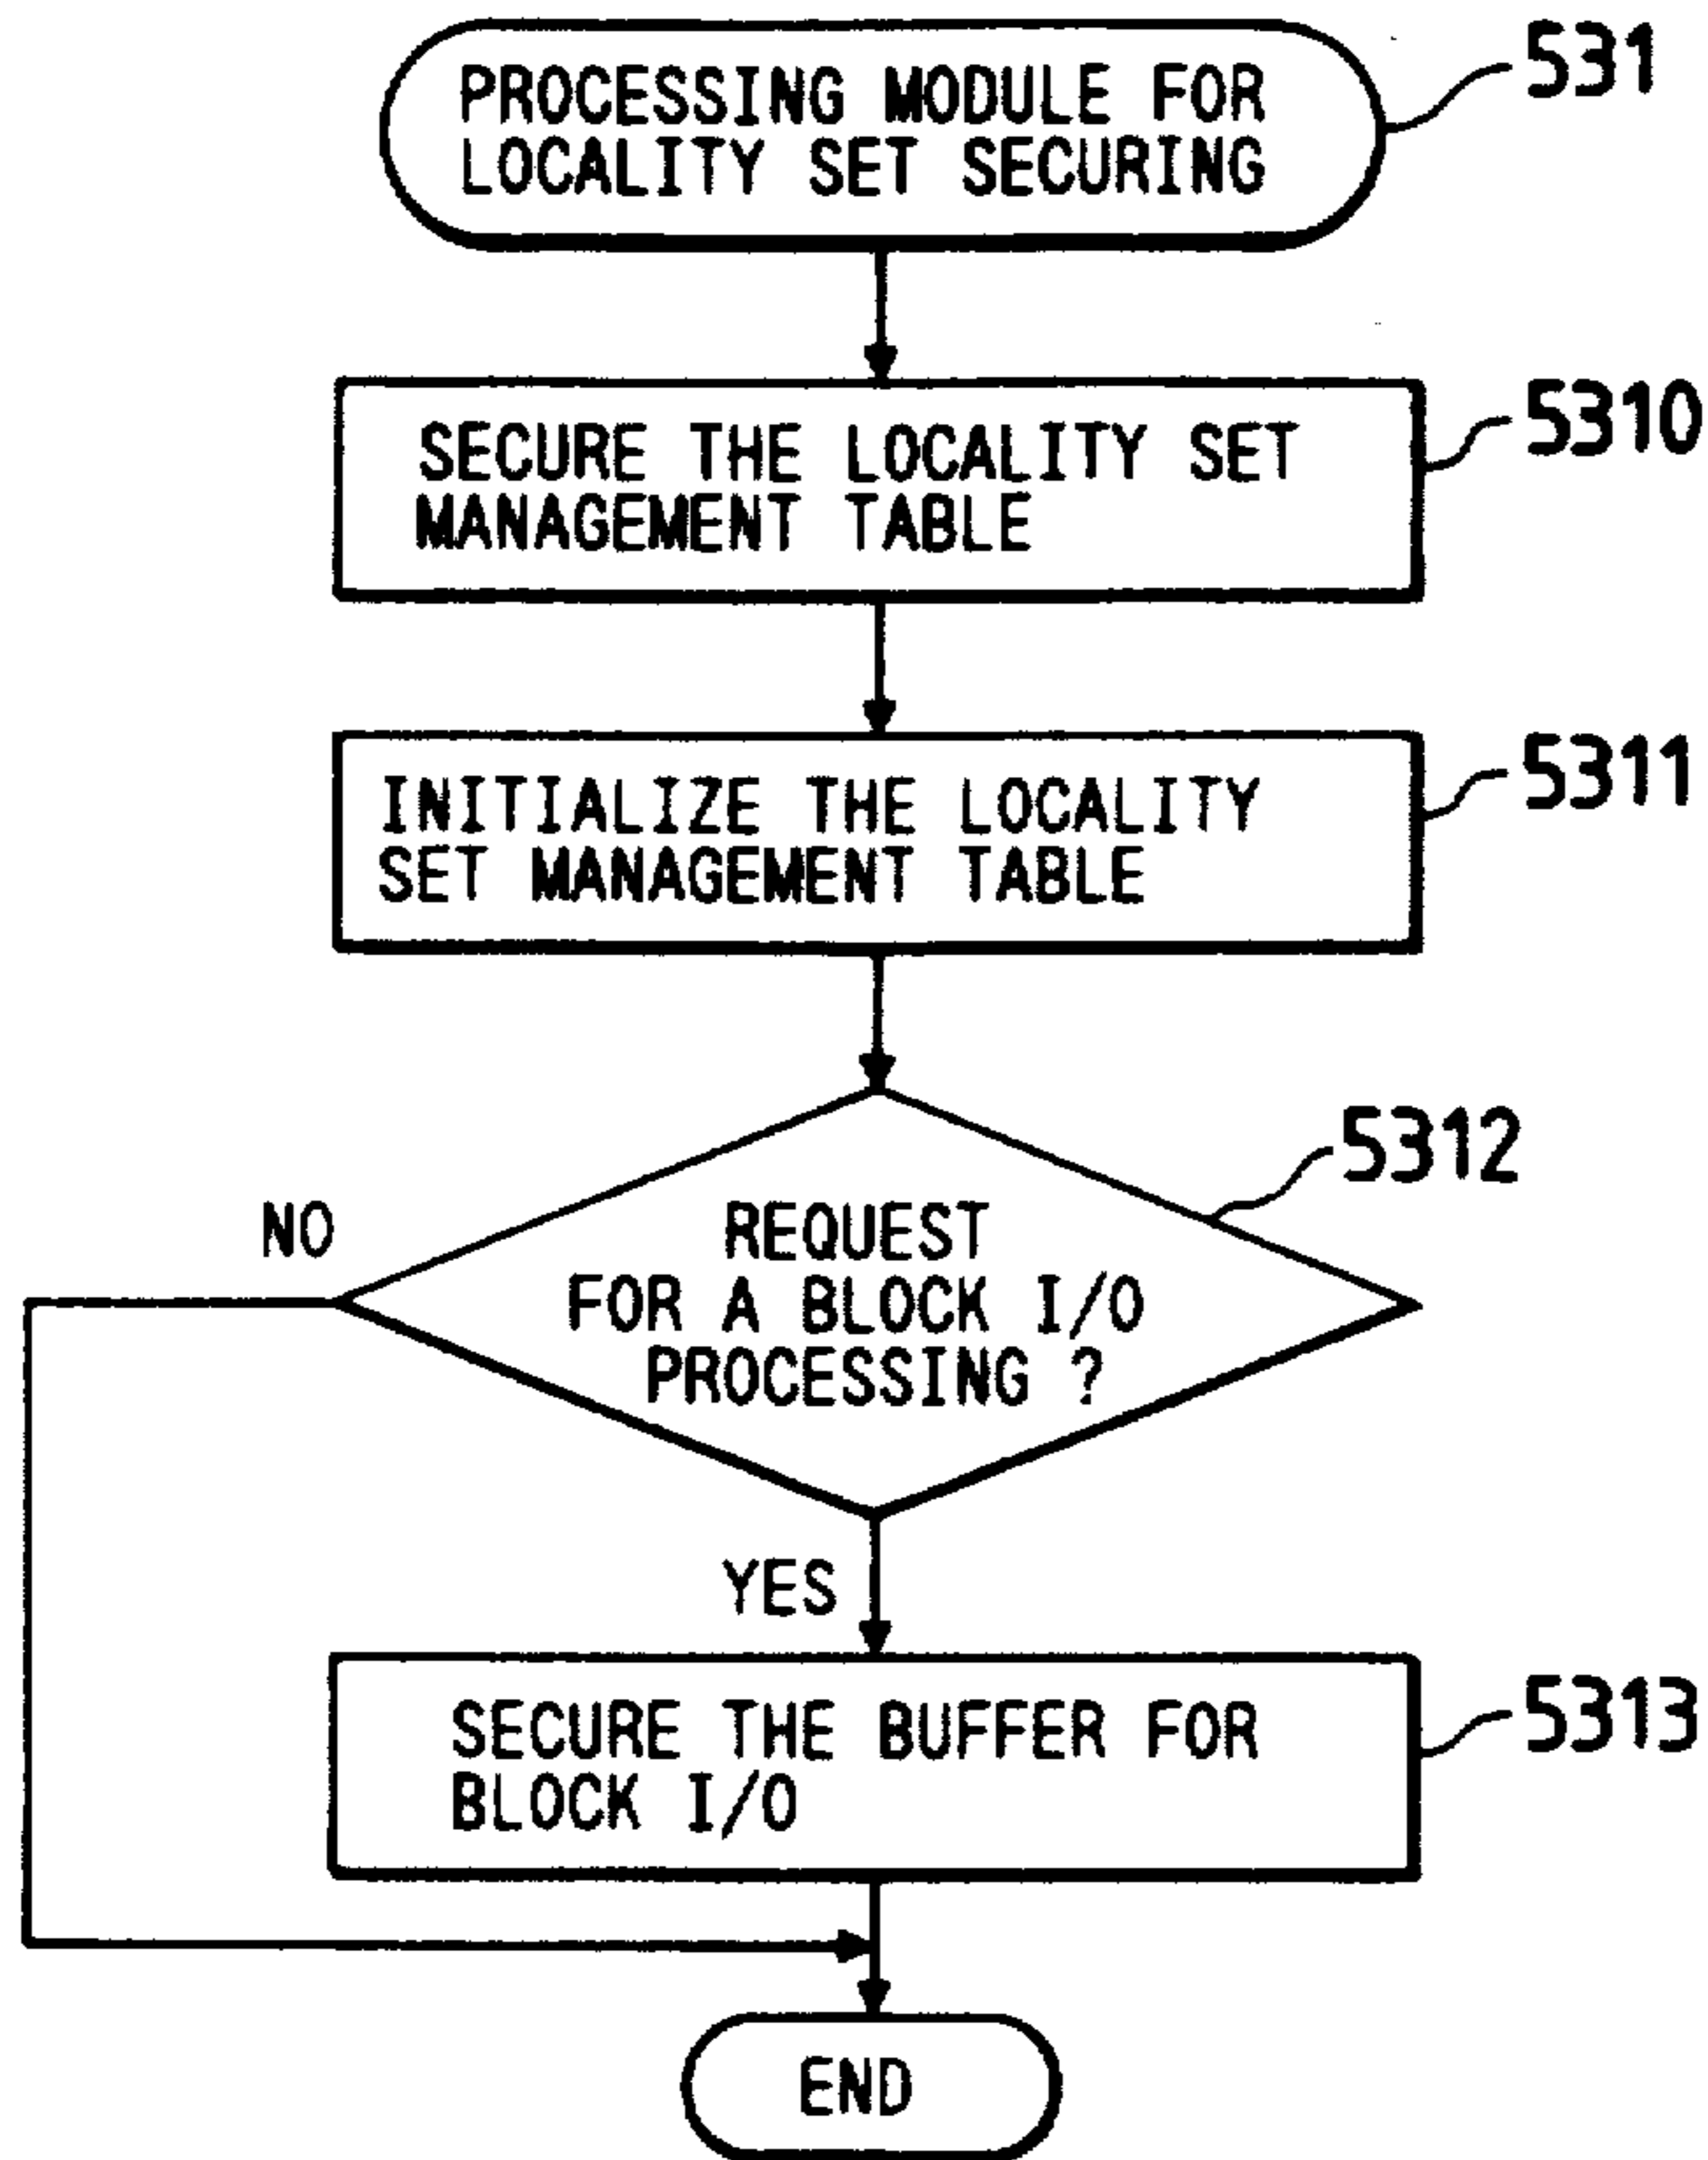 PROCESSING MODULE FOR
LOCALITY SET SECURING
531
SECURE THE LOCALITY SET
MANAGEMENT TABLE
5310
INITIALIZE THE LOCALITY
SET MANAGEMENT TABLE
5311
5312
NO
REQUEST
FOR A BLOCK I/O
PROCESSING ?
YES
SECURE THE BUFFER FOR
BLOCK I/O
5313
END